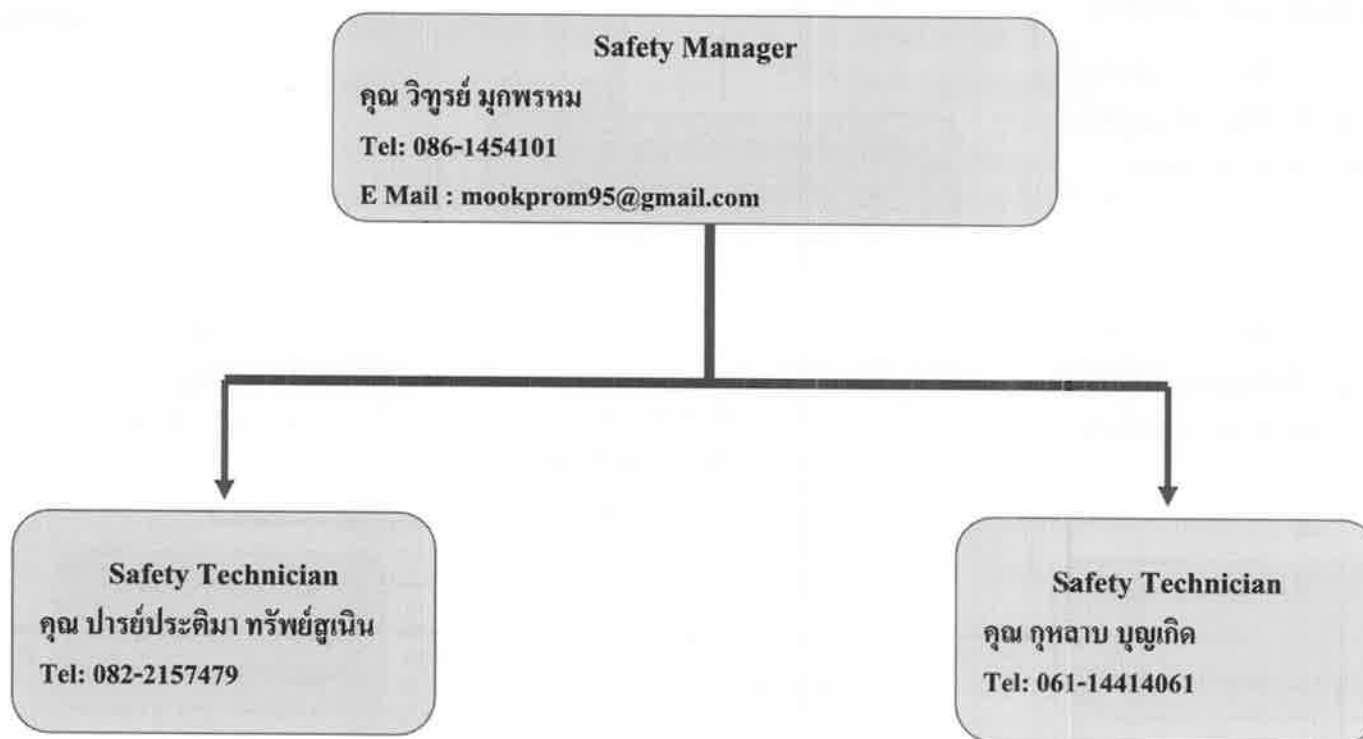 Safety Manager
คุณ วิฑูรย์ มุกพรหม
Tel: 086-1454101
E Mail : mookprom95@gmail.com
Safety Technician
คุณ ปารย์ประติมา ทรัพย์สูเนิน
Tel: 082-2157479
Safety Technician
คุณ กุหลาบ บุญเกิด
Tel: 061-14414061